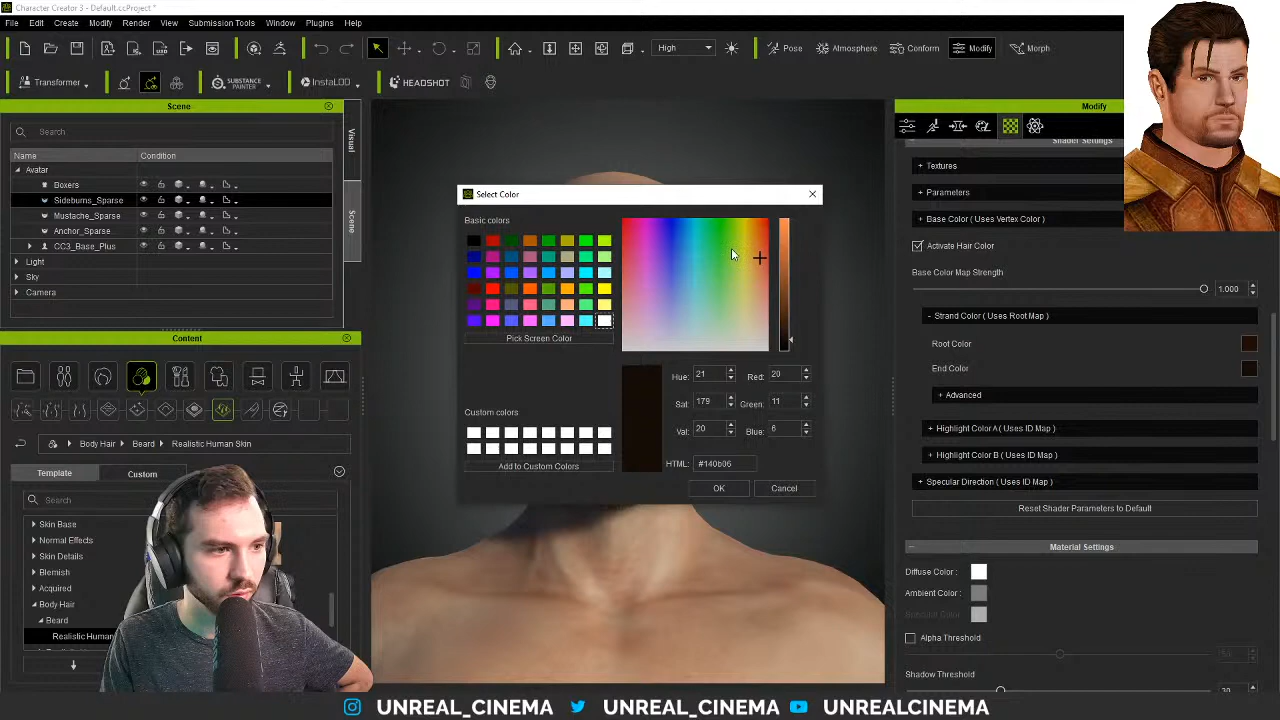 Character Creator 3 - Default.ccProject *
File Edit Create Modify Render View Submission Tools Window Plugins Help
High
Pose
Atmosphere
Conform
Modify
Morph
Transformer
SUBSTANCE PAINTER
InstaLOD
HEADSHOT
Scene
Search
Name Condition
Avatar
Boxers
Sideburns_Sparse
Mustache_Sparse
Anchor_Sparse
CC3_Base_Plus
Light
Sky
Camera
Visual
Scene
Content
Body Hair Beard Realistic Human Skin
Template Custom
Search
Skin Base
Normal Effects
Skin Details
Blemish
Acquired
Body Hair
Beard
Realistic Human
Select Color
Basic colors
Pick Screen Color
Custom colors
Add to Custom Colors
Hue: 21 Red: 20
Sat: 179 Green: 11
Val: 20 Blue: 6
HTML: #140b06
OK Cancel
Modify
Shader Settings
+ Textures
+ Parameters
+ Base Color ( Uses Vertex Color )
Activate Hair Color
Base Color Map Strength
1.000
- Strand Color ( Uses Root Map )
Root Color
End Color
+ Advanced
+ Highlight Color A ( Uses ID Map )
+ Highlight Color B ( Uses ID Map )
+ Specular Direction ( Uses ID Map )
Reset Shader Parameters to Default
Material Settings
Diffuse Color :
Ambient Color :
Specular Color :
Alpha Threshold
Shadow Threshold
UNREAL_CINEMA UNREAL_CINEMA UNREALCINEMA